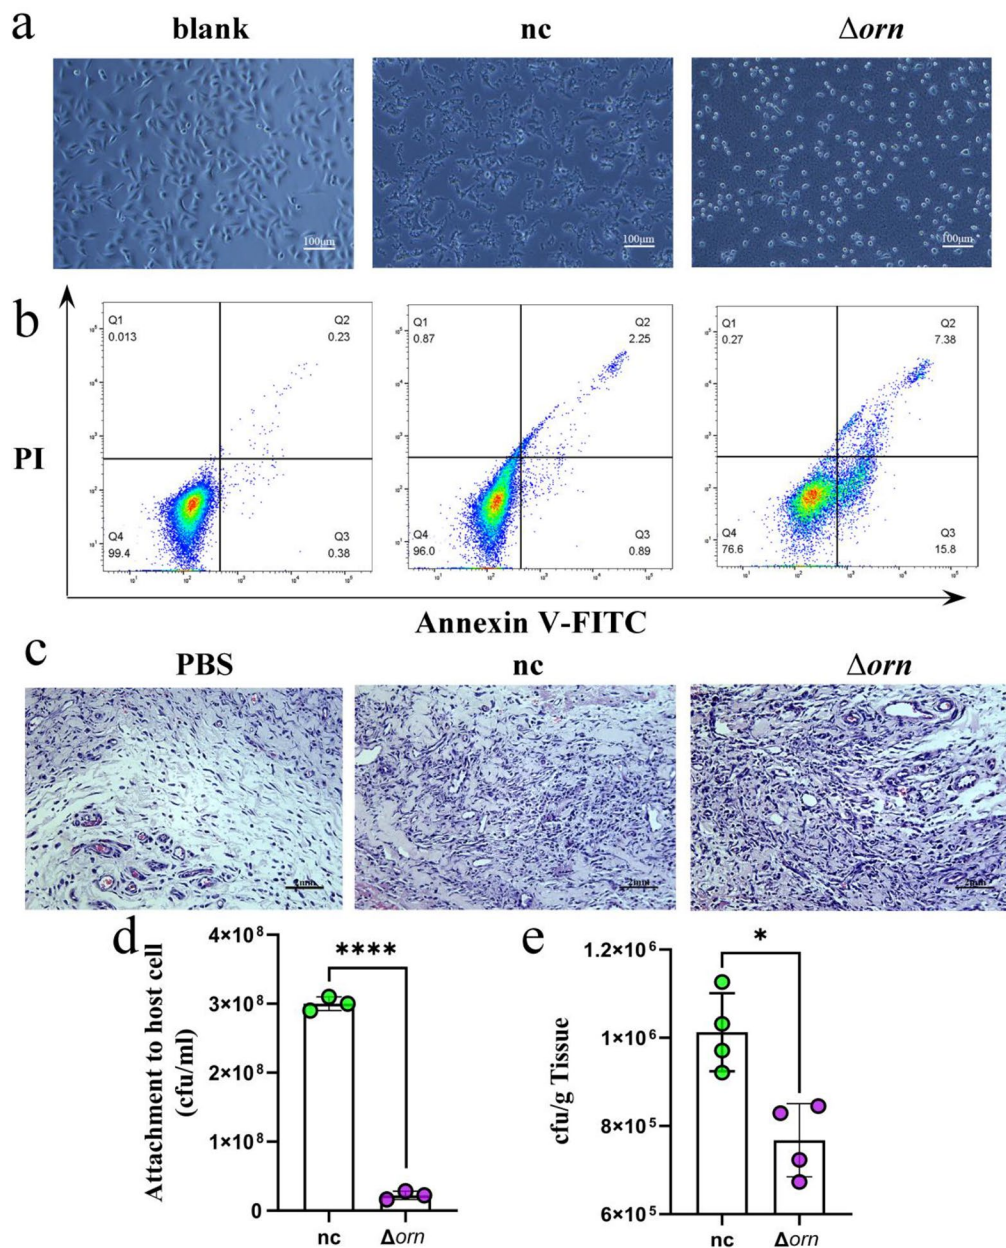 a
blank
nc
Δorn
100μm
100μm
100μm
b
PI
Q1
0.013
Q2
0.23
Q4
99.4
Q3
0.38
Q1
0.87
Q2
2.25
Q4
96.0
Q3
0.89
Q1
0.27
Q2
7.38
Q4
76.6
Q3
15.8
Annexin V-FITC
c
PBS
nc
Δorn
2mm
2mm
d
Attachment to host cell
(cfu/ml)
4×10⁸
3×10⁸
2×10⁸
1×10⁸
0
****
nc
Δorn
e
cfu/g Tissue
1.2×10⁶
1×10⁶
8×10⁵
6×10⁵
*
nc
Δorn